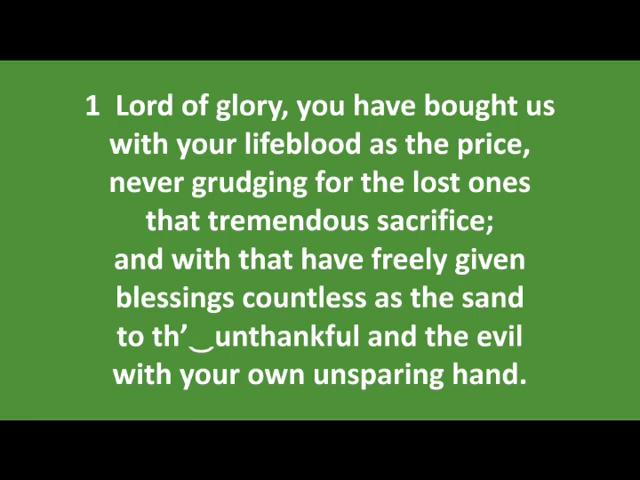 1  Lord of glory, you have bought us
with your lifeblood as the price,
never grudging for the lost ones
that tremendous sacrifice;
and with that have freely given
blessings countless as the sand
to th’‿unthankful and the evil
with your own unsparing hand.